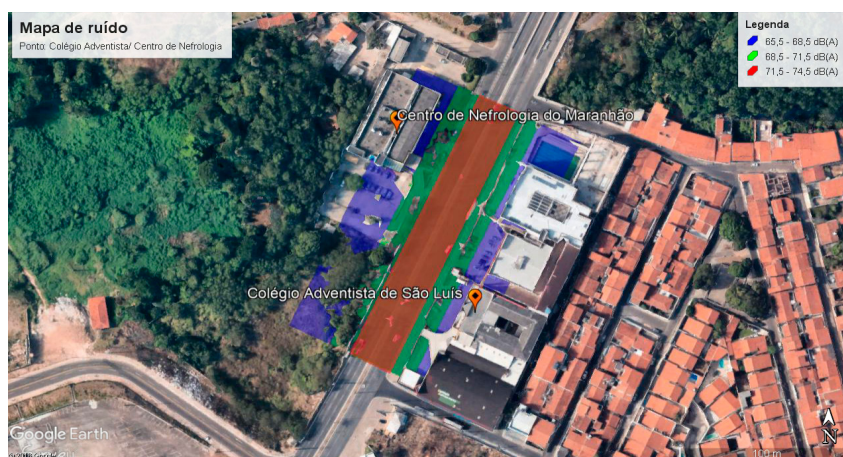 Mapa de ruído
Ponto: Colégio Adventista/ Centro de Nefrologia
Legenda
65,5 - 68,5 dB(A)
68,5 - 71,5 dB(A)
71,5 - 74,5 dB(A)
Centro de Nefrologia do Maranhão
Colégio Adventista de São Luís
Google Earth
100 m
N